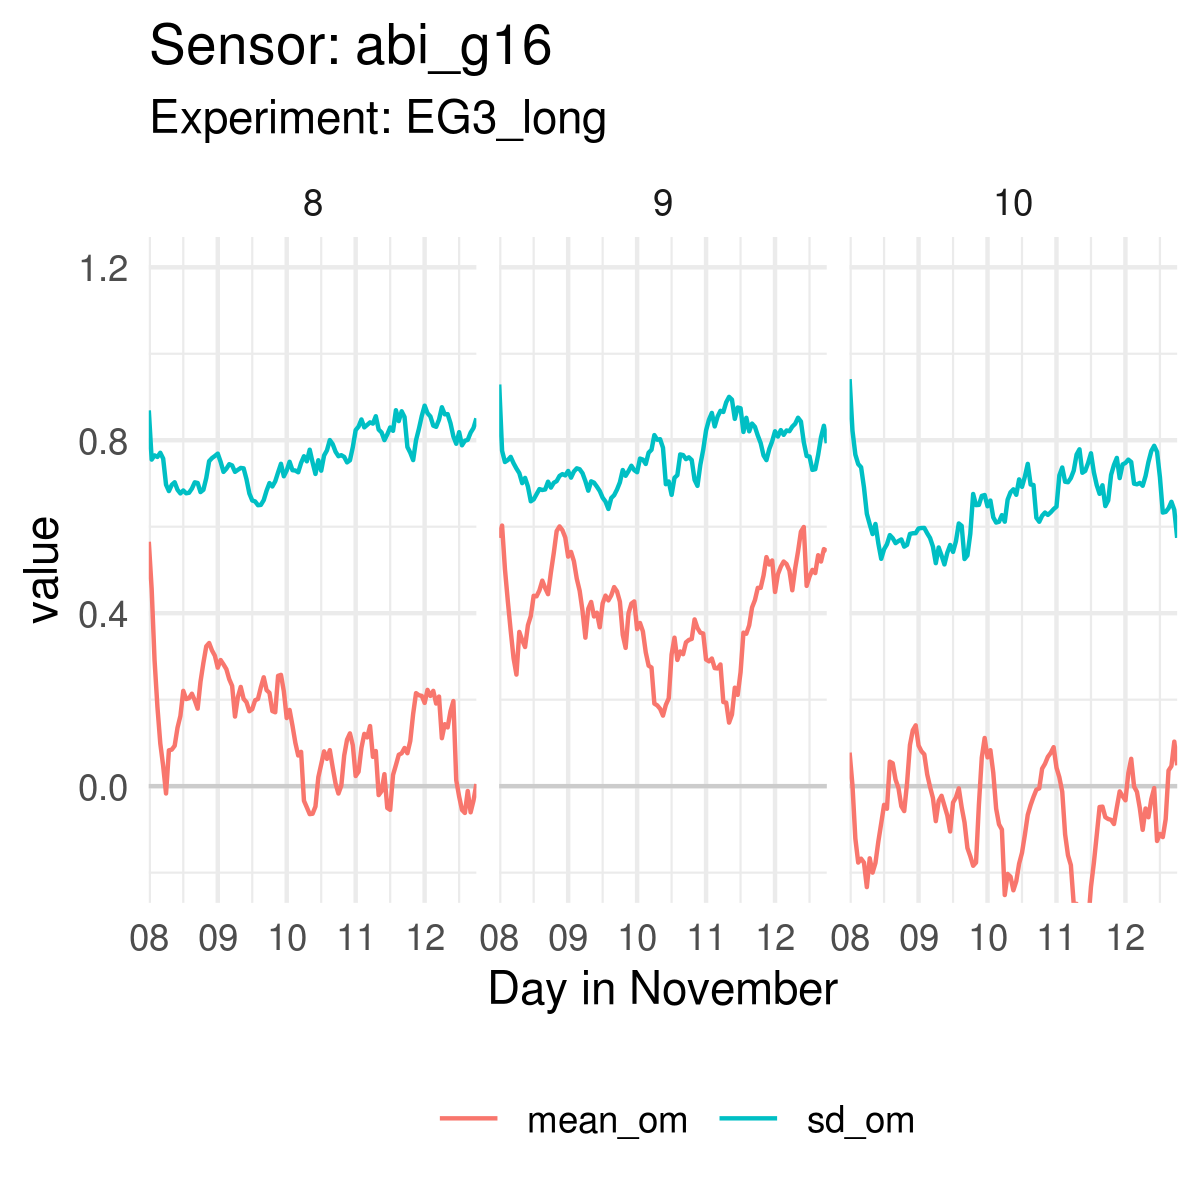 Sensor: abi_g16
Experiment: EG3_long
8 9 10
1.2
0.8
0.4
0.0
value
08 09 10 11 12 08 09 10 11 12 08 09 10 11 12
Day in November
mean_om sd_om